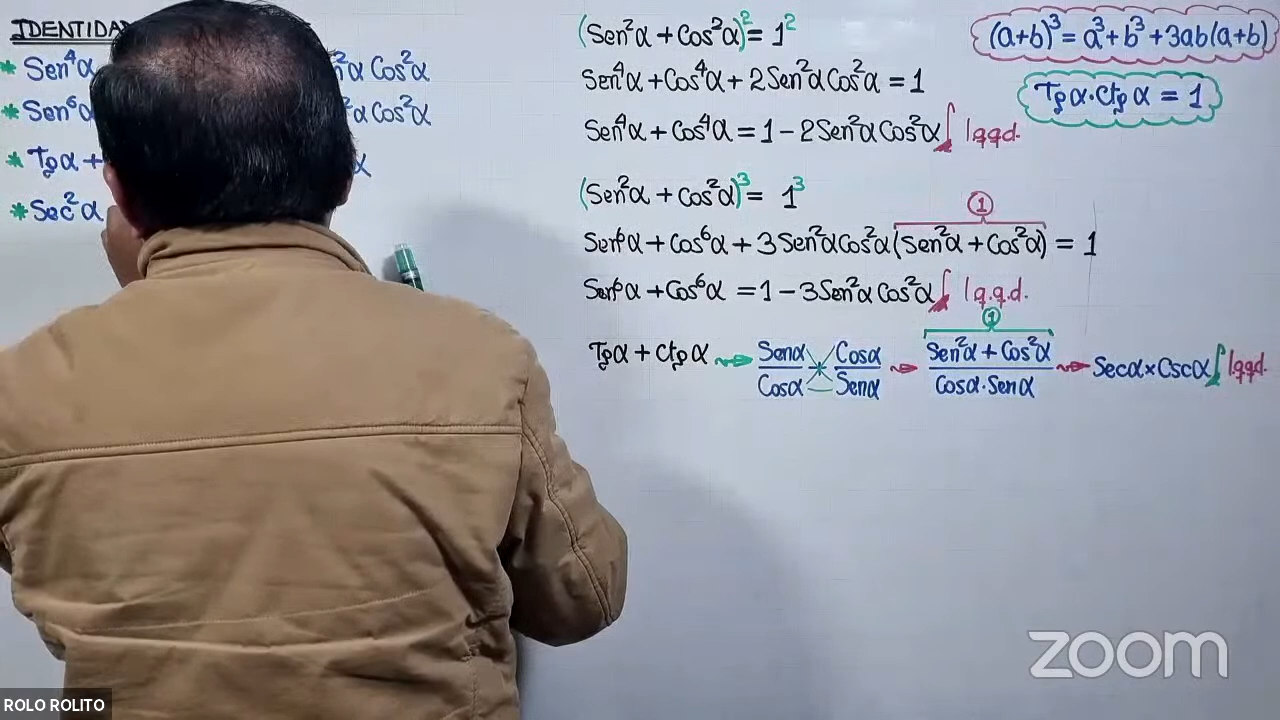 IDENTIDA
* Sen⁴α
²α Cos²α
* Sen⁶α
²α Cos²α
* Tgα +
α
* Sec²α
(Sen²α + Cos²α)² = 1²
Sen⁴α + Cos⁴α + 2Sen²αCos²α = 1
Sen⁴α + Cos⁴α = 1 - 2Sen²αCos²α lqqd.
(Sen²α + Cos²α)³ = 1³
①
Sen⁶α + Cos⁶α + 3Sen²αCos²α(Sen²α + Cos²α) = 1
Sen⁶α + Cos⁶α = 1 - 3Sen²αCos²α lq.q.d.
①
Tgα + Ctgα ⇝ Senα/Cosα + Cosα/Senα ⇝ (Sen²α + Cos²α)/(Cosα·Senα) ⇝ Secα×Cscα lqqd.
(a+b)³ = a³+b³+3ab(a+b)
Tgα·Ctgα = 1
zoom
ROLO ROLITO